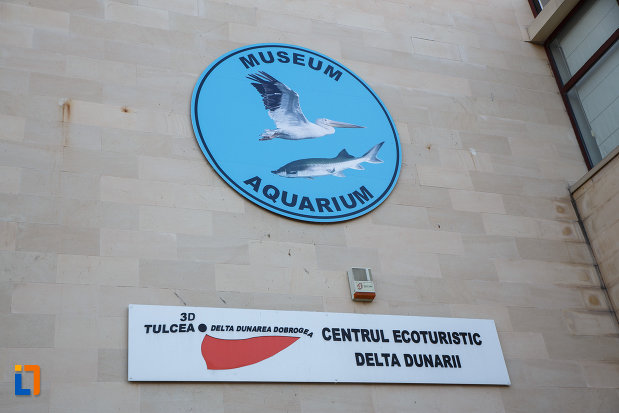 MUSEUM
AQUARIUM
3D
TULCEA
DELTA DUNAREA DOBROGEA
CENTRUL ECOTURISTIC
DELTA DUNARII